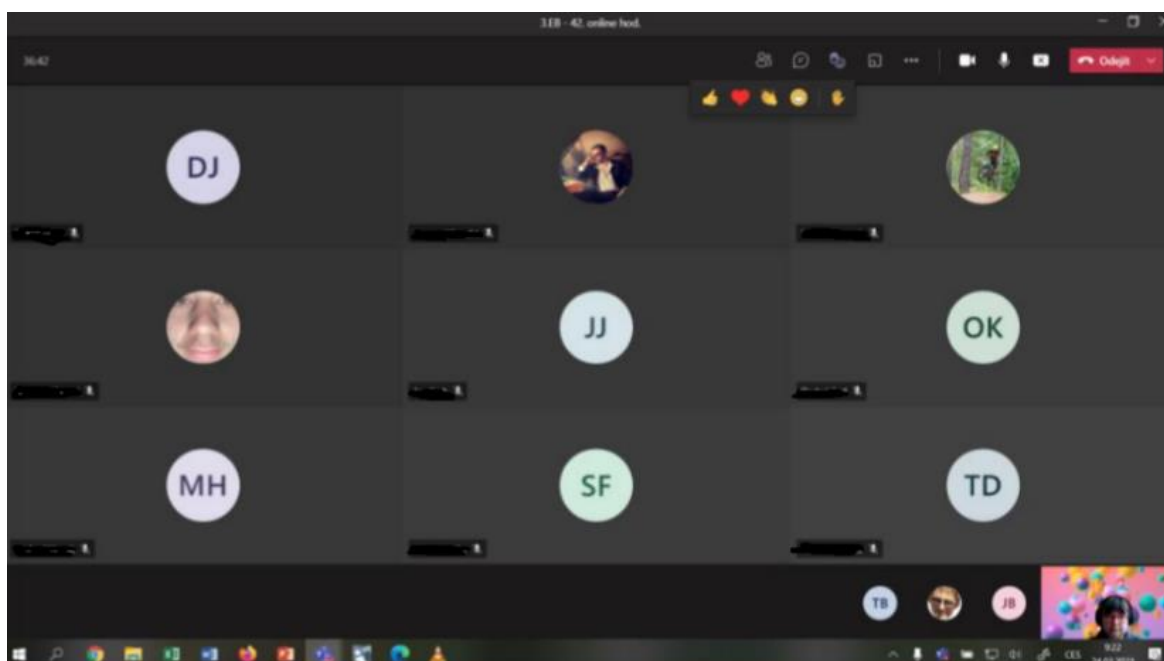 3.EB - 42. online hod.
36:42
Odejít
DJ
JJ
OK
MH
SF
TD
TB
JB
CES
9:22